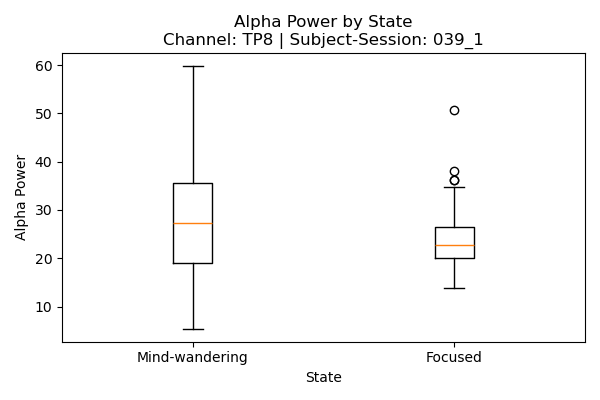 Alpha Power by State
Channel: TP8 | Subject-Session: 039_1
60
50
40
30
20
10
Alpha Power
Mind-wandering
Focused
State